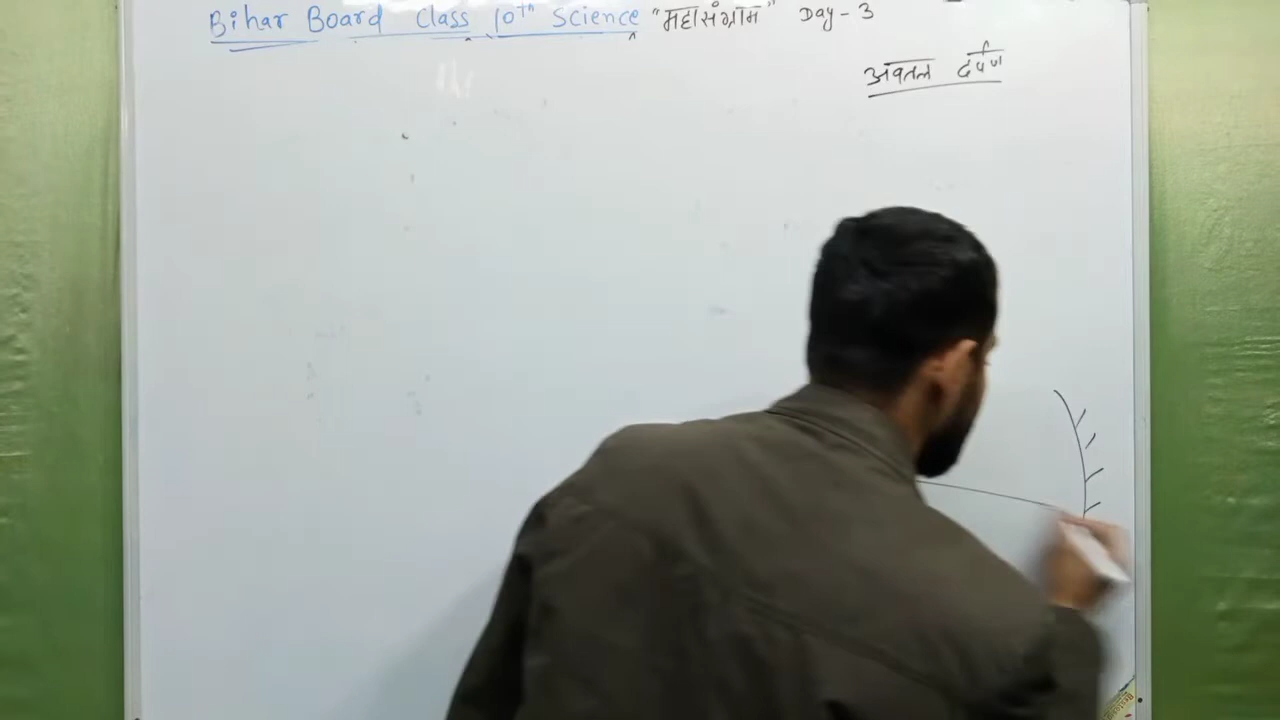 Bihar Board Class 10th Science "महासंग्राम" Day - 3
अवतल दर्पण